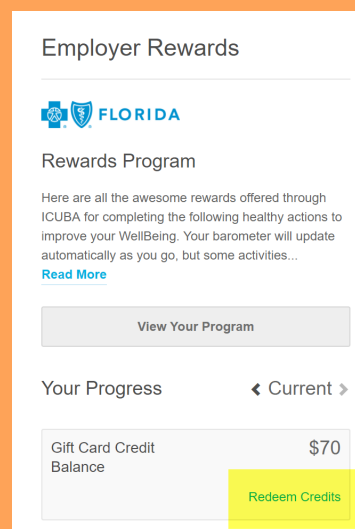 Employer Rewards
FLORIDA
Rewards Program
Here are all the awesome rewards offered through
ICUBA for completing the following healthy actions to
improve your WellBeing. Your barometer will update
automatically as you go, but some activities...
Read More
View Your Program
Your Progress
Current
Gift Card Credit
Balance
$70
Redeem Credits